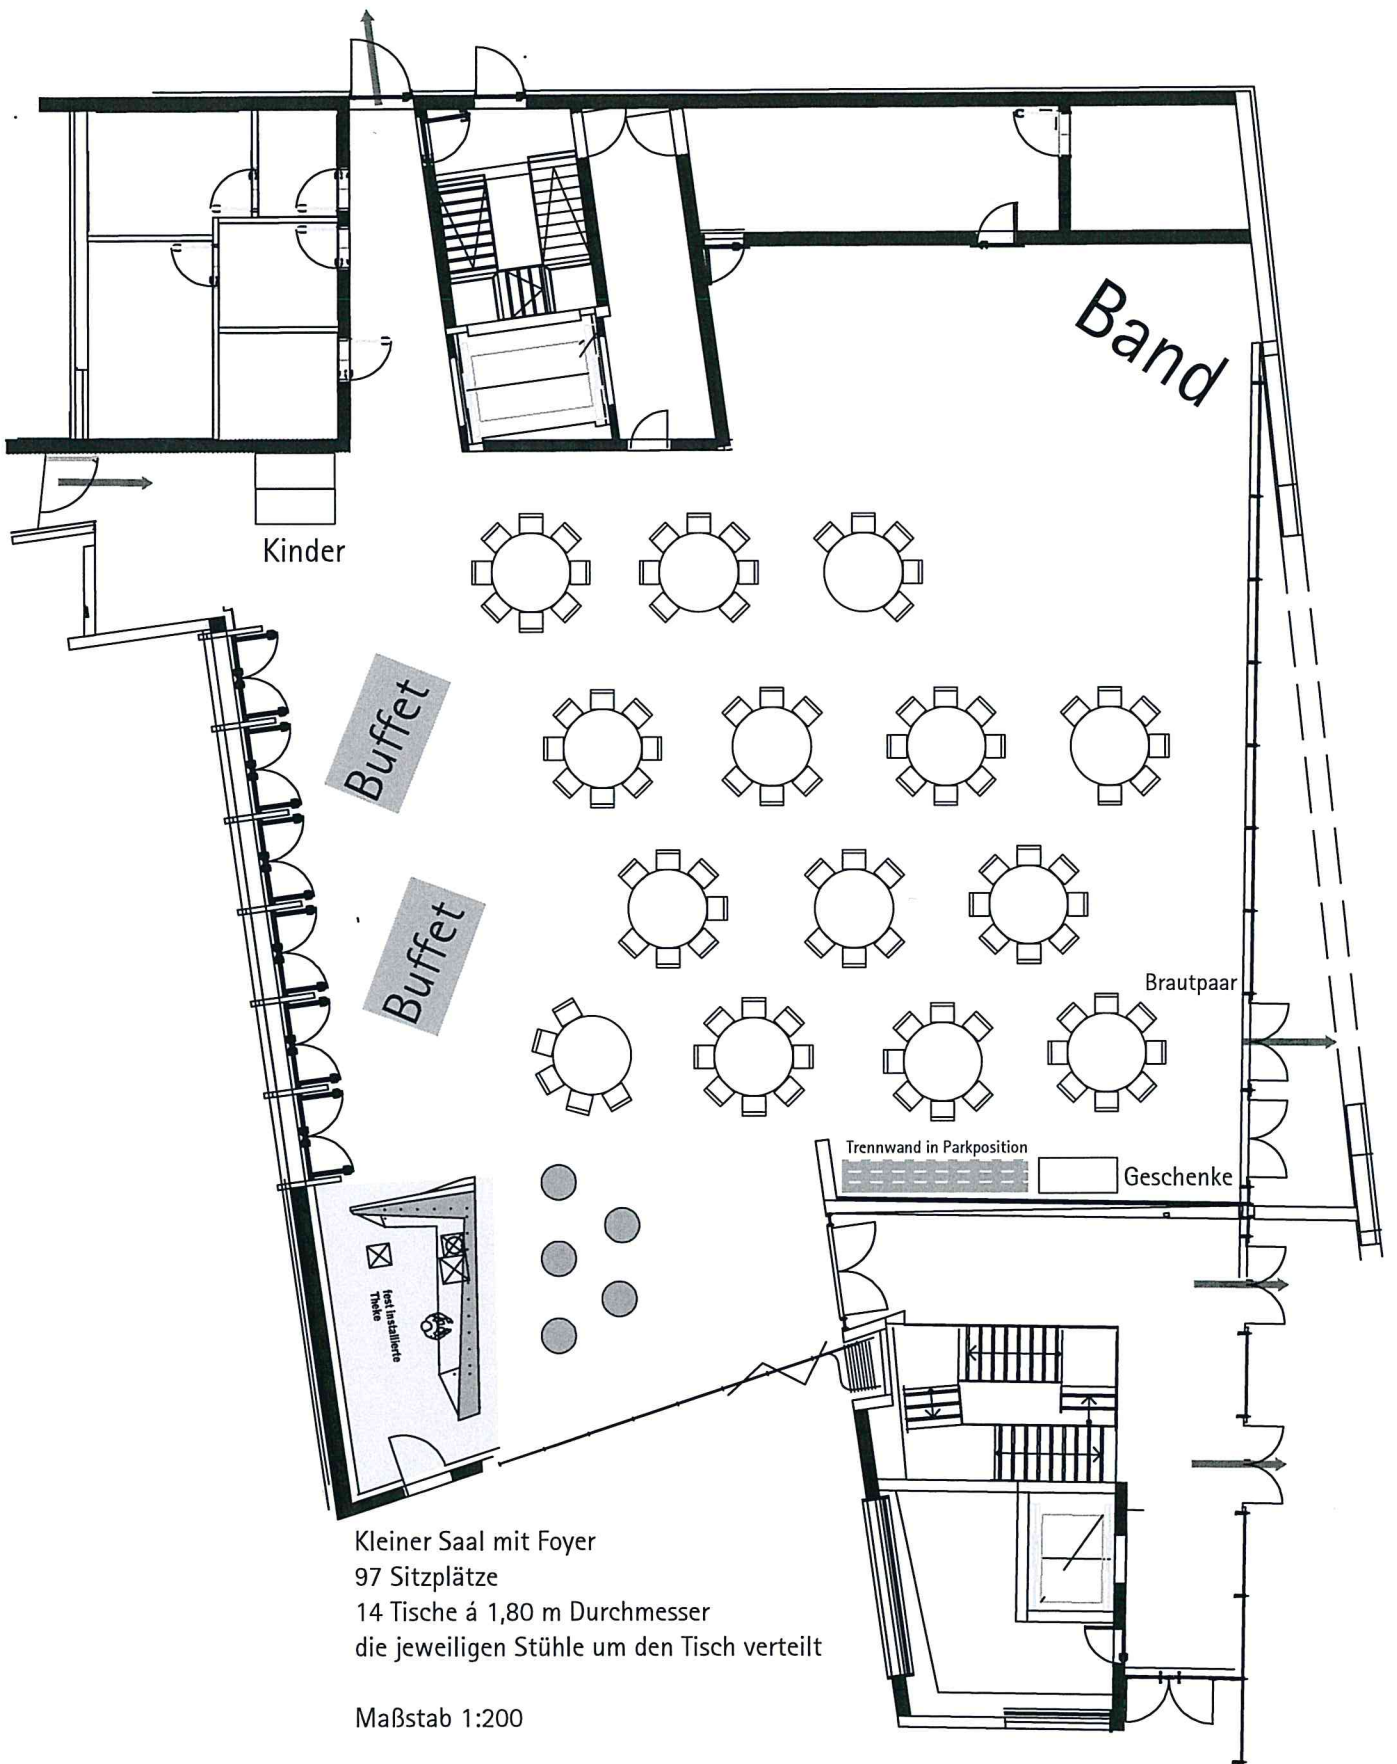 Band
Kinder
Buffet
Buffet
Brautpaar
Trennwand in Parkposition
Geschenke
fest installierte
Theke
Kleiner Saal mit Foyer
97 Sitzplätze
14 Tische á 1,80 m Durchmesser
die jeweiligen Stühle um den Tisch verteilt
Maßstab 1:200